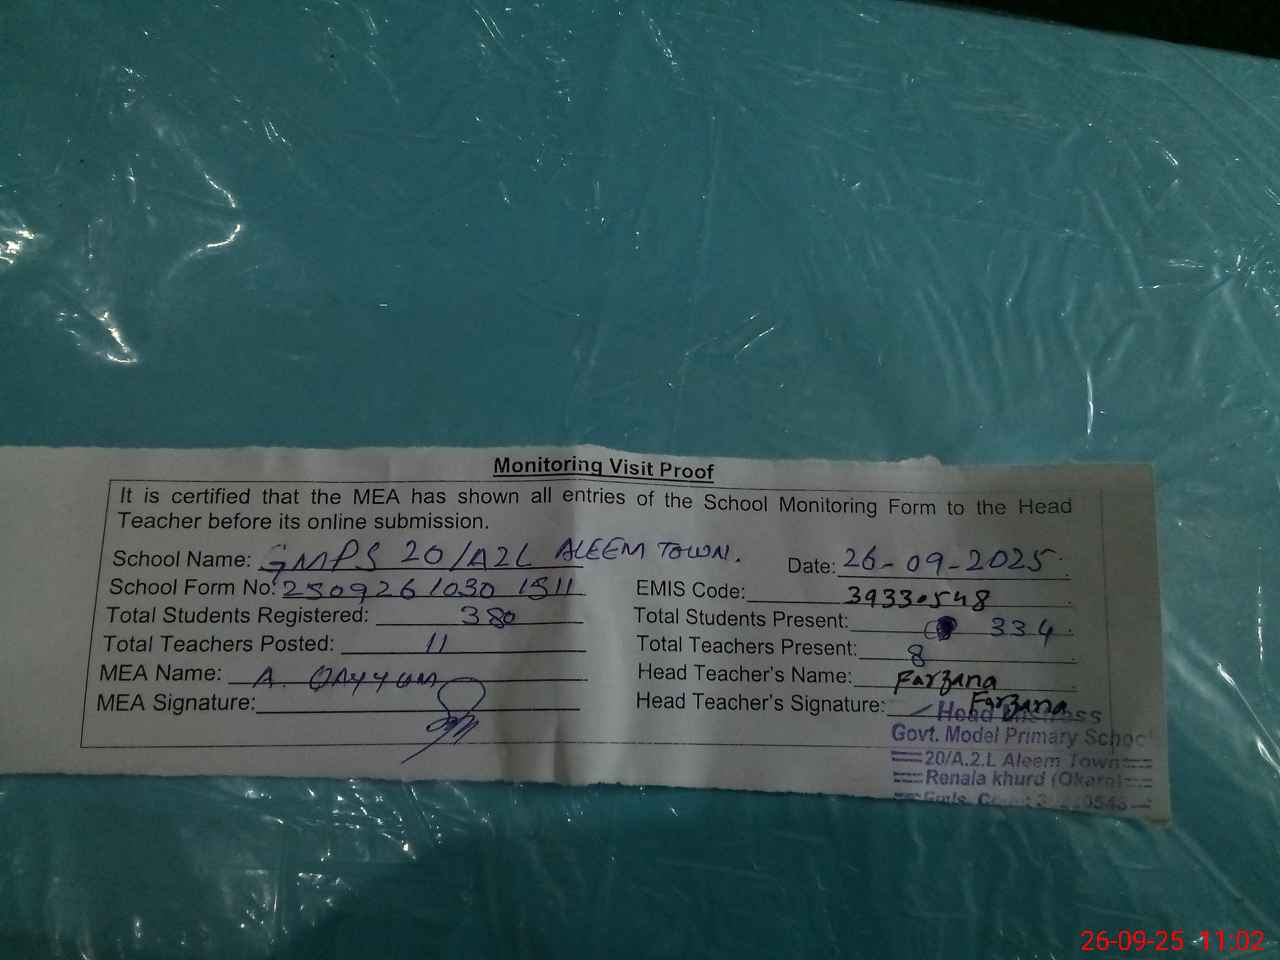 Monitoring Visit Proof
It is certified that the MEA has shown all entries of the School Monitoring Form to the Head
Teacher before its online submission.
School Name: GMPS 20/A2L ALEEM TOWN. Date: 26-09-2025
School Form No: 2509261030 1511 EMIS Code: 39330548
Total Students Registered: 380 Total Students Present: 334
Total Teachers Posted: 11 Total Teachers Present: 8
MEA Name: A. QAYYUM Head Teacher's Name: Farzana
MEA Signature: Head Teacher's Signature: Farzana
Head Mistress
Govt. Model Primary School
20/A.2.L Aleem Town
Renala khurd (Okara)
26-09-25 11:02